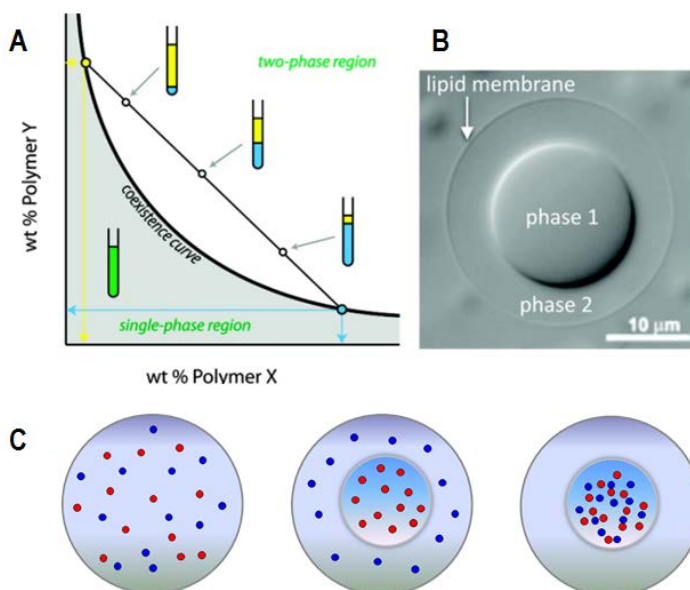 A
B
two-phase region
lipid membrane
wt % Polymer Y
coexistence curve
phase 1
phase 2
single-phase region
10 μm
wt % Polymer X
C